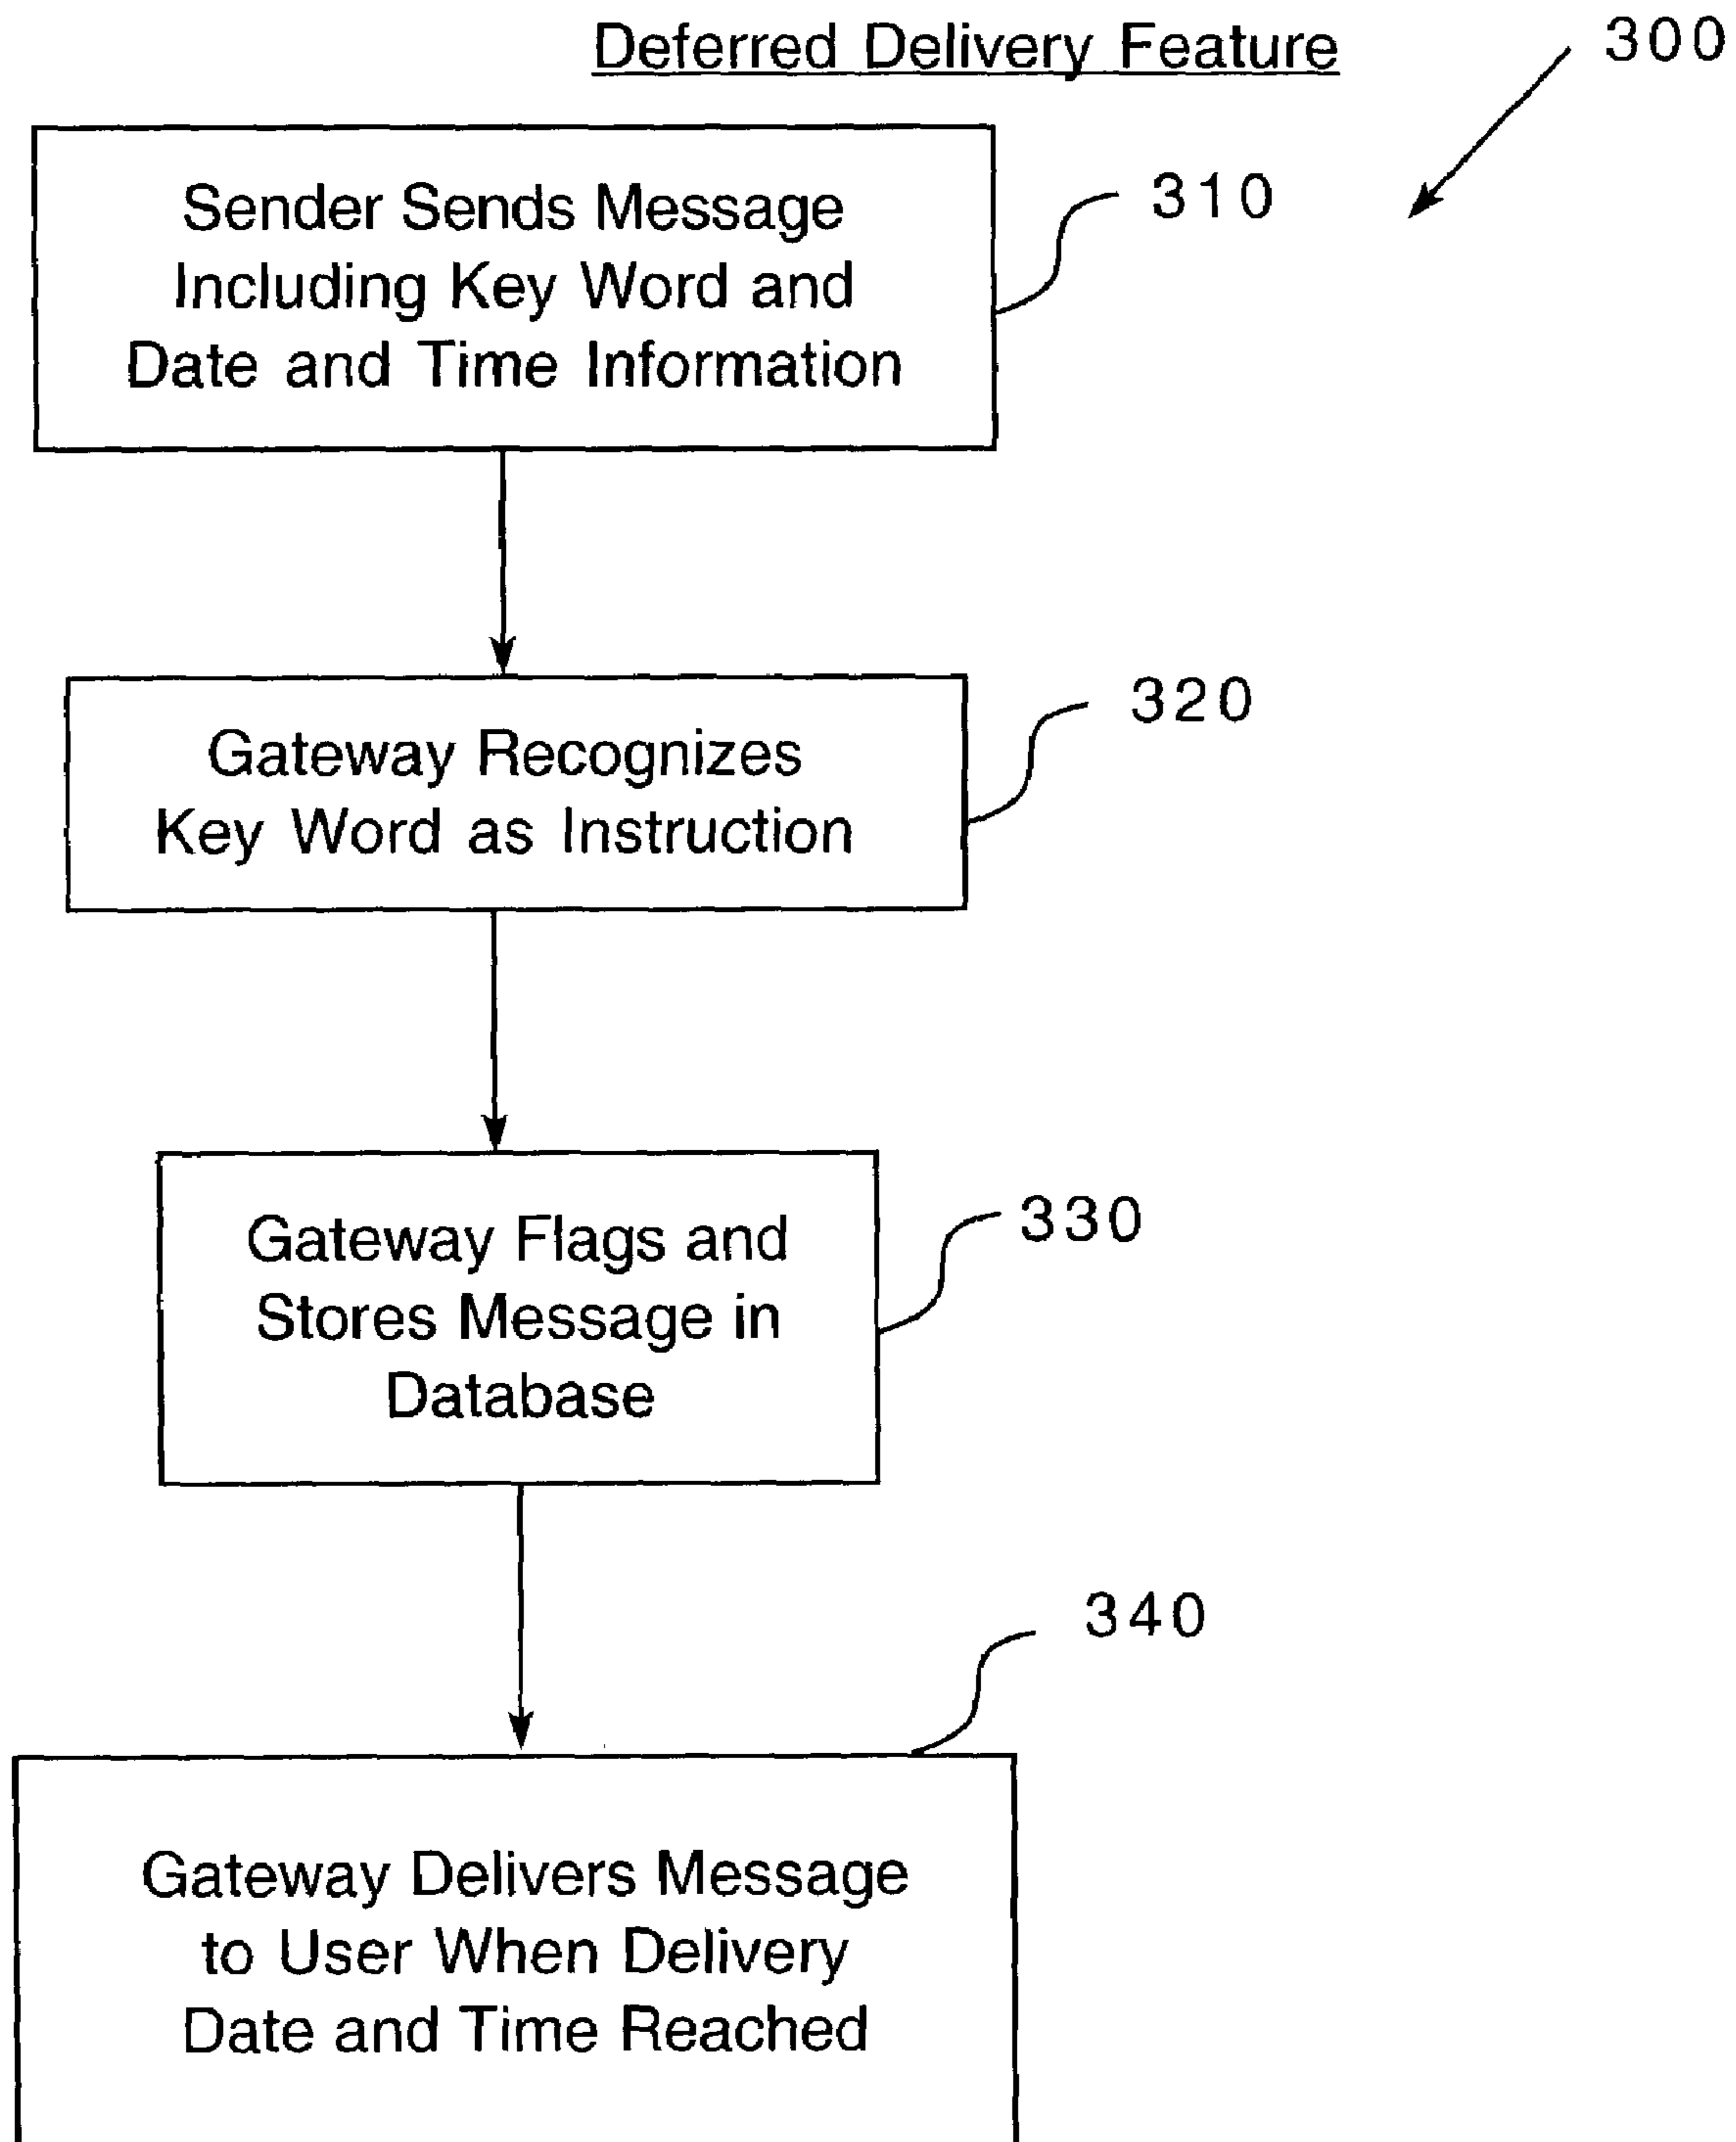 Deferred Delivery Feature
300
Sender Sends Message
Including Key Word and
Date and Time Information
310
Gateway Recognizes
Key Word as Instruction
320
Gateway Flags and
Stores Message in
Database
330
340
Gateway Delivers Message
to User When Delivery
Date and Time Reached